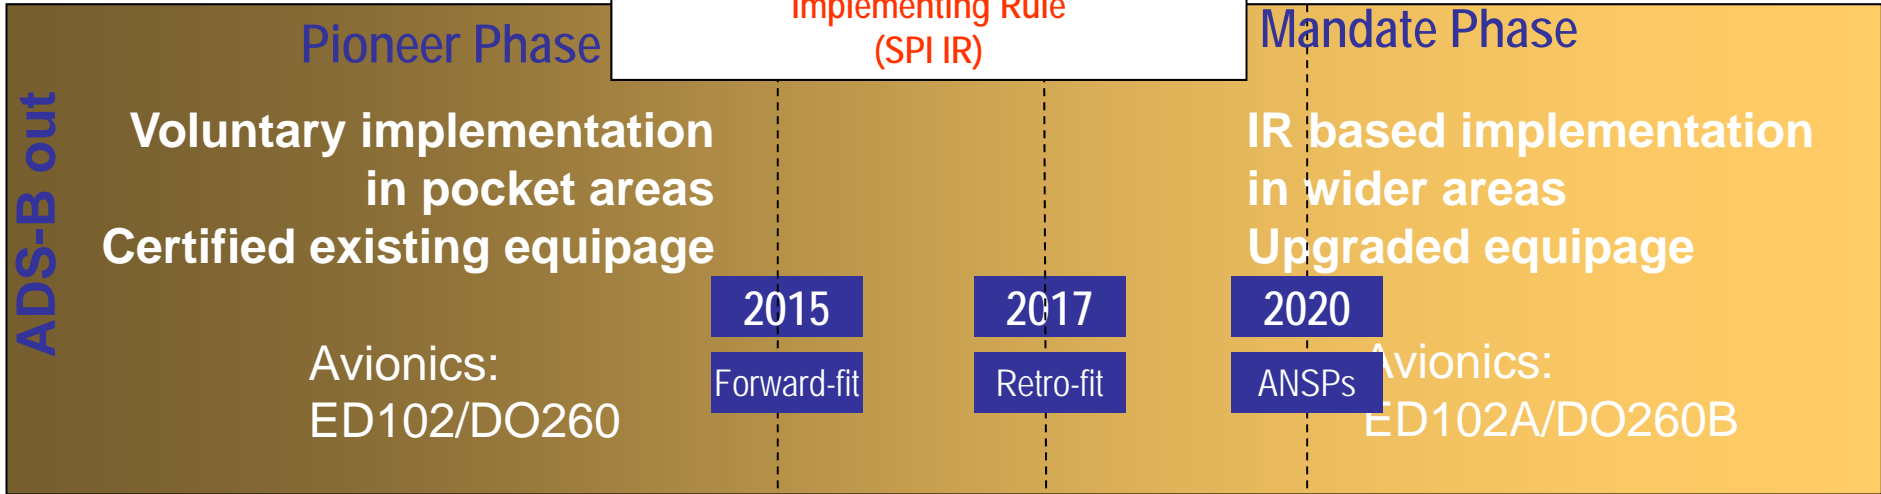 Implementing Rule
(SPI IR)
Pioneer Phase
Mandate Phase
ADS-B out
Voluntary implementation
in pocket areas
Certified existing equipage
IR based implementation
in wider areas
Upgraded equipage
2015
2017
2020
Forward-fit
Retro-fit
ANSPs
Avionics:
ED102/DO260
Avionics:
ED102A/DO260B